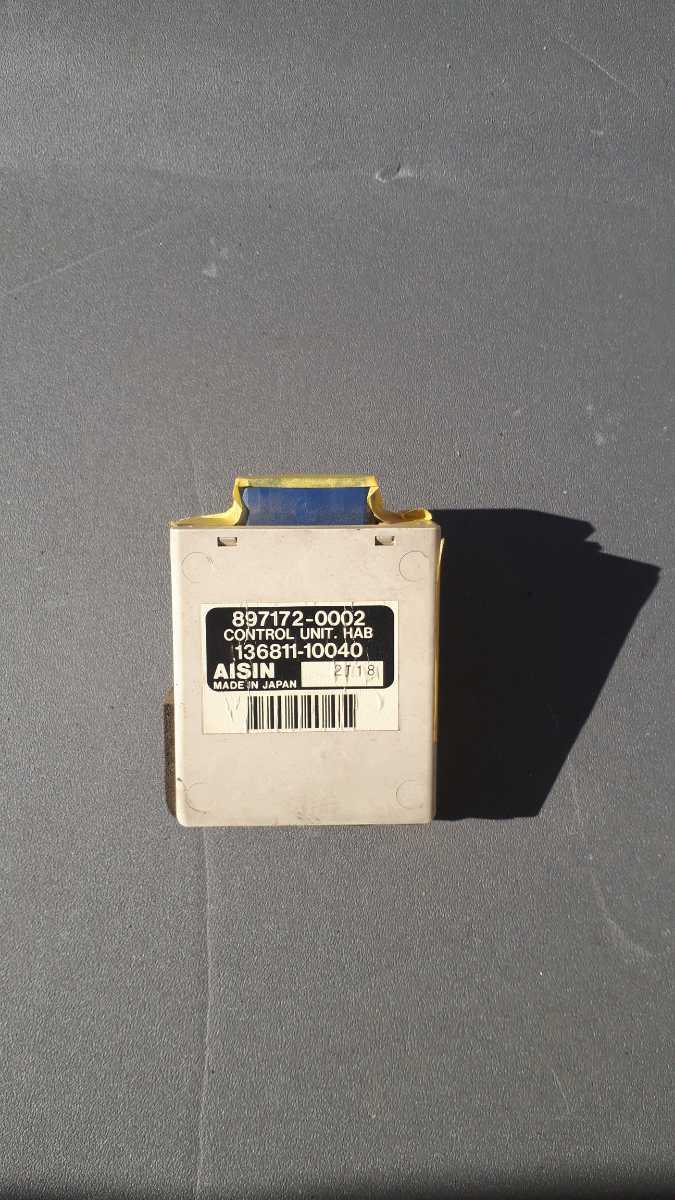 897172-0002
CONTROL UNIT. HAB
136811-10040
AISIN 2T18
MADE IN JAPAN